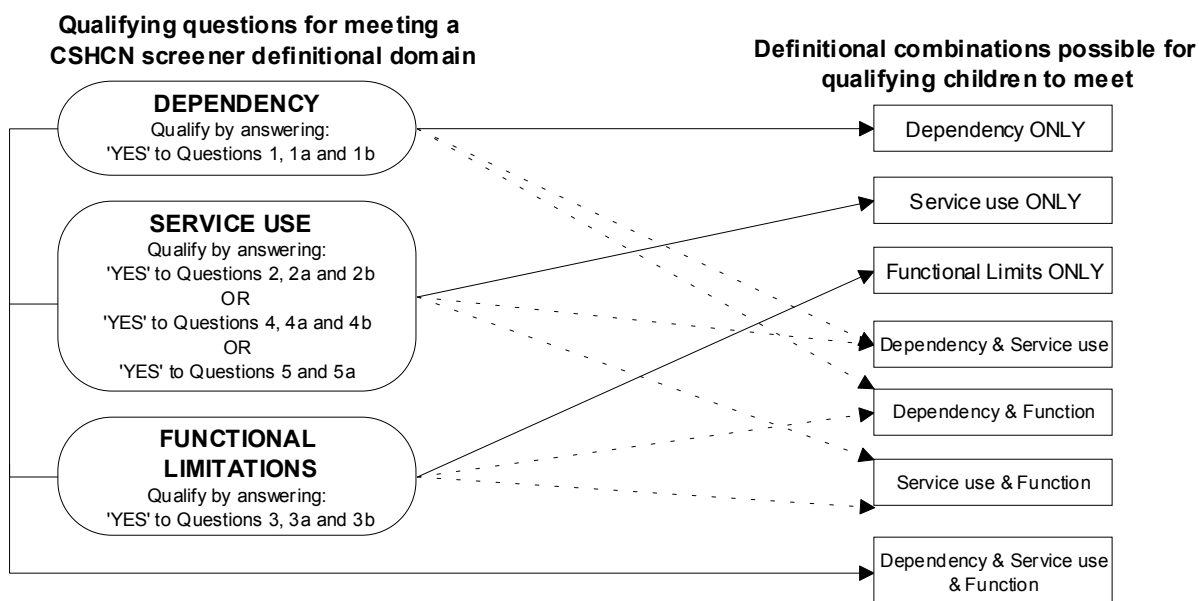 Qualifying questions for meeting a
CSHCN screener definitional domain
DEPENDENCY
Qualify by answering:
'YES' to Questions 1, 1a and 1b
SERVICE USE
Qualify by answering:
'YES' to Questions 2, 2a and 2b
OR
'YES' to Questions 4, 4a and 4b
OR
'YES' to Questions 5 and 5a
FUNCTIONAL
LIMITATIONS
Qualify by answering:
'YES' to Questions 3, 3a and 3b
Definitional combinations possible for
qualifying children to meet
Dependency ONLY
Service use ONLY
Functional Limits ONLY
Dependency & Service use
Dependency & Function
Service use & Function
Dependency & Service use
& Function